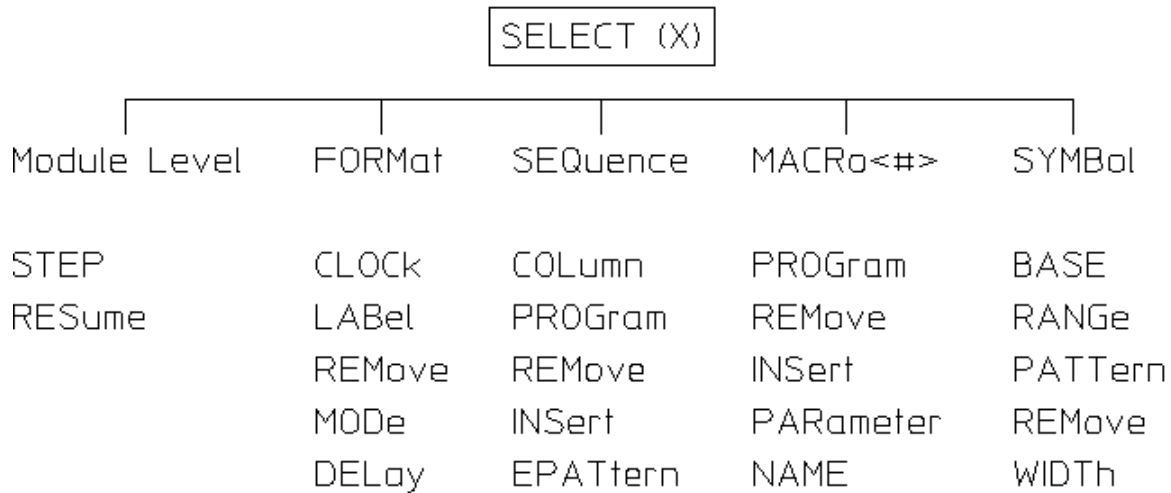 SELECT (X)
Module Level FORMat SEQuence MACRo<#> SYMBol
STEP CLOCk COLumn PROGram BASE
RESume LABel PROGram REMove RANGe
REMove REMove INSert PATTern
MODe INSert PARameter REMove
DELay EPATtern NAME WIDTh